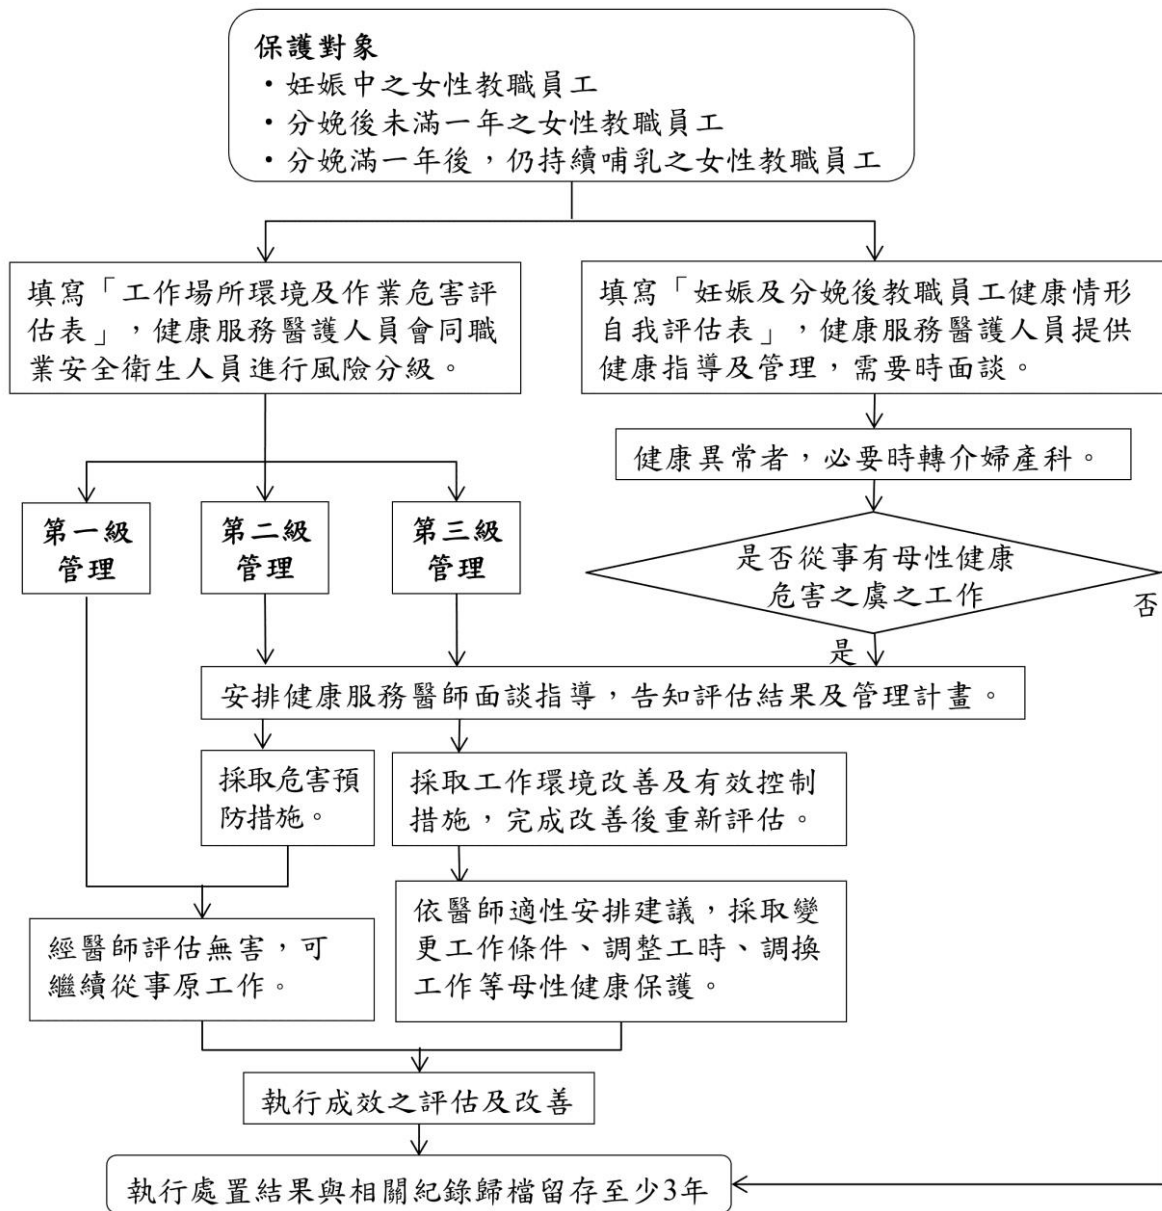 保護對象
・妊娠中之女性教職員工
・分娩後未滿一年之女性教職員工
・分娩滿一年後，仍持續哺乳之女性教職員工
填寫「工作場所環境及作業危害評
估表」，健康服務醫護人員會同職
業安全衛生人員進行風險分級。
填寫「妊娠及分娩後教職員工健康情形
自我評估表」，健康服務醫護人員提供
健康指導及管理，需要時面談。
健康異常者，必要時轉介婦產科。
第一級
管理
第二級
管理
第三級
管理
是否從事有母性健康
危害之虞之工作
否
是
安排健康服務醫師面談指導，告知評估結果及管理計畫。
採取危害預
防措施。
採取工作環境改善及有效控制
措施，完成改善後重新評估。
經醫師評估無害，可
繼續從事原工作。
依醫師適性安排建議，採取變
更工作條件、調整工時、調換
工作等母性健康保護。
執行成效之評估及改善
執行處置結果與相關紀錄歸檔留存至少3年